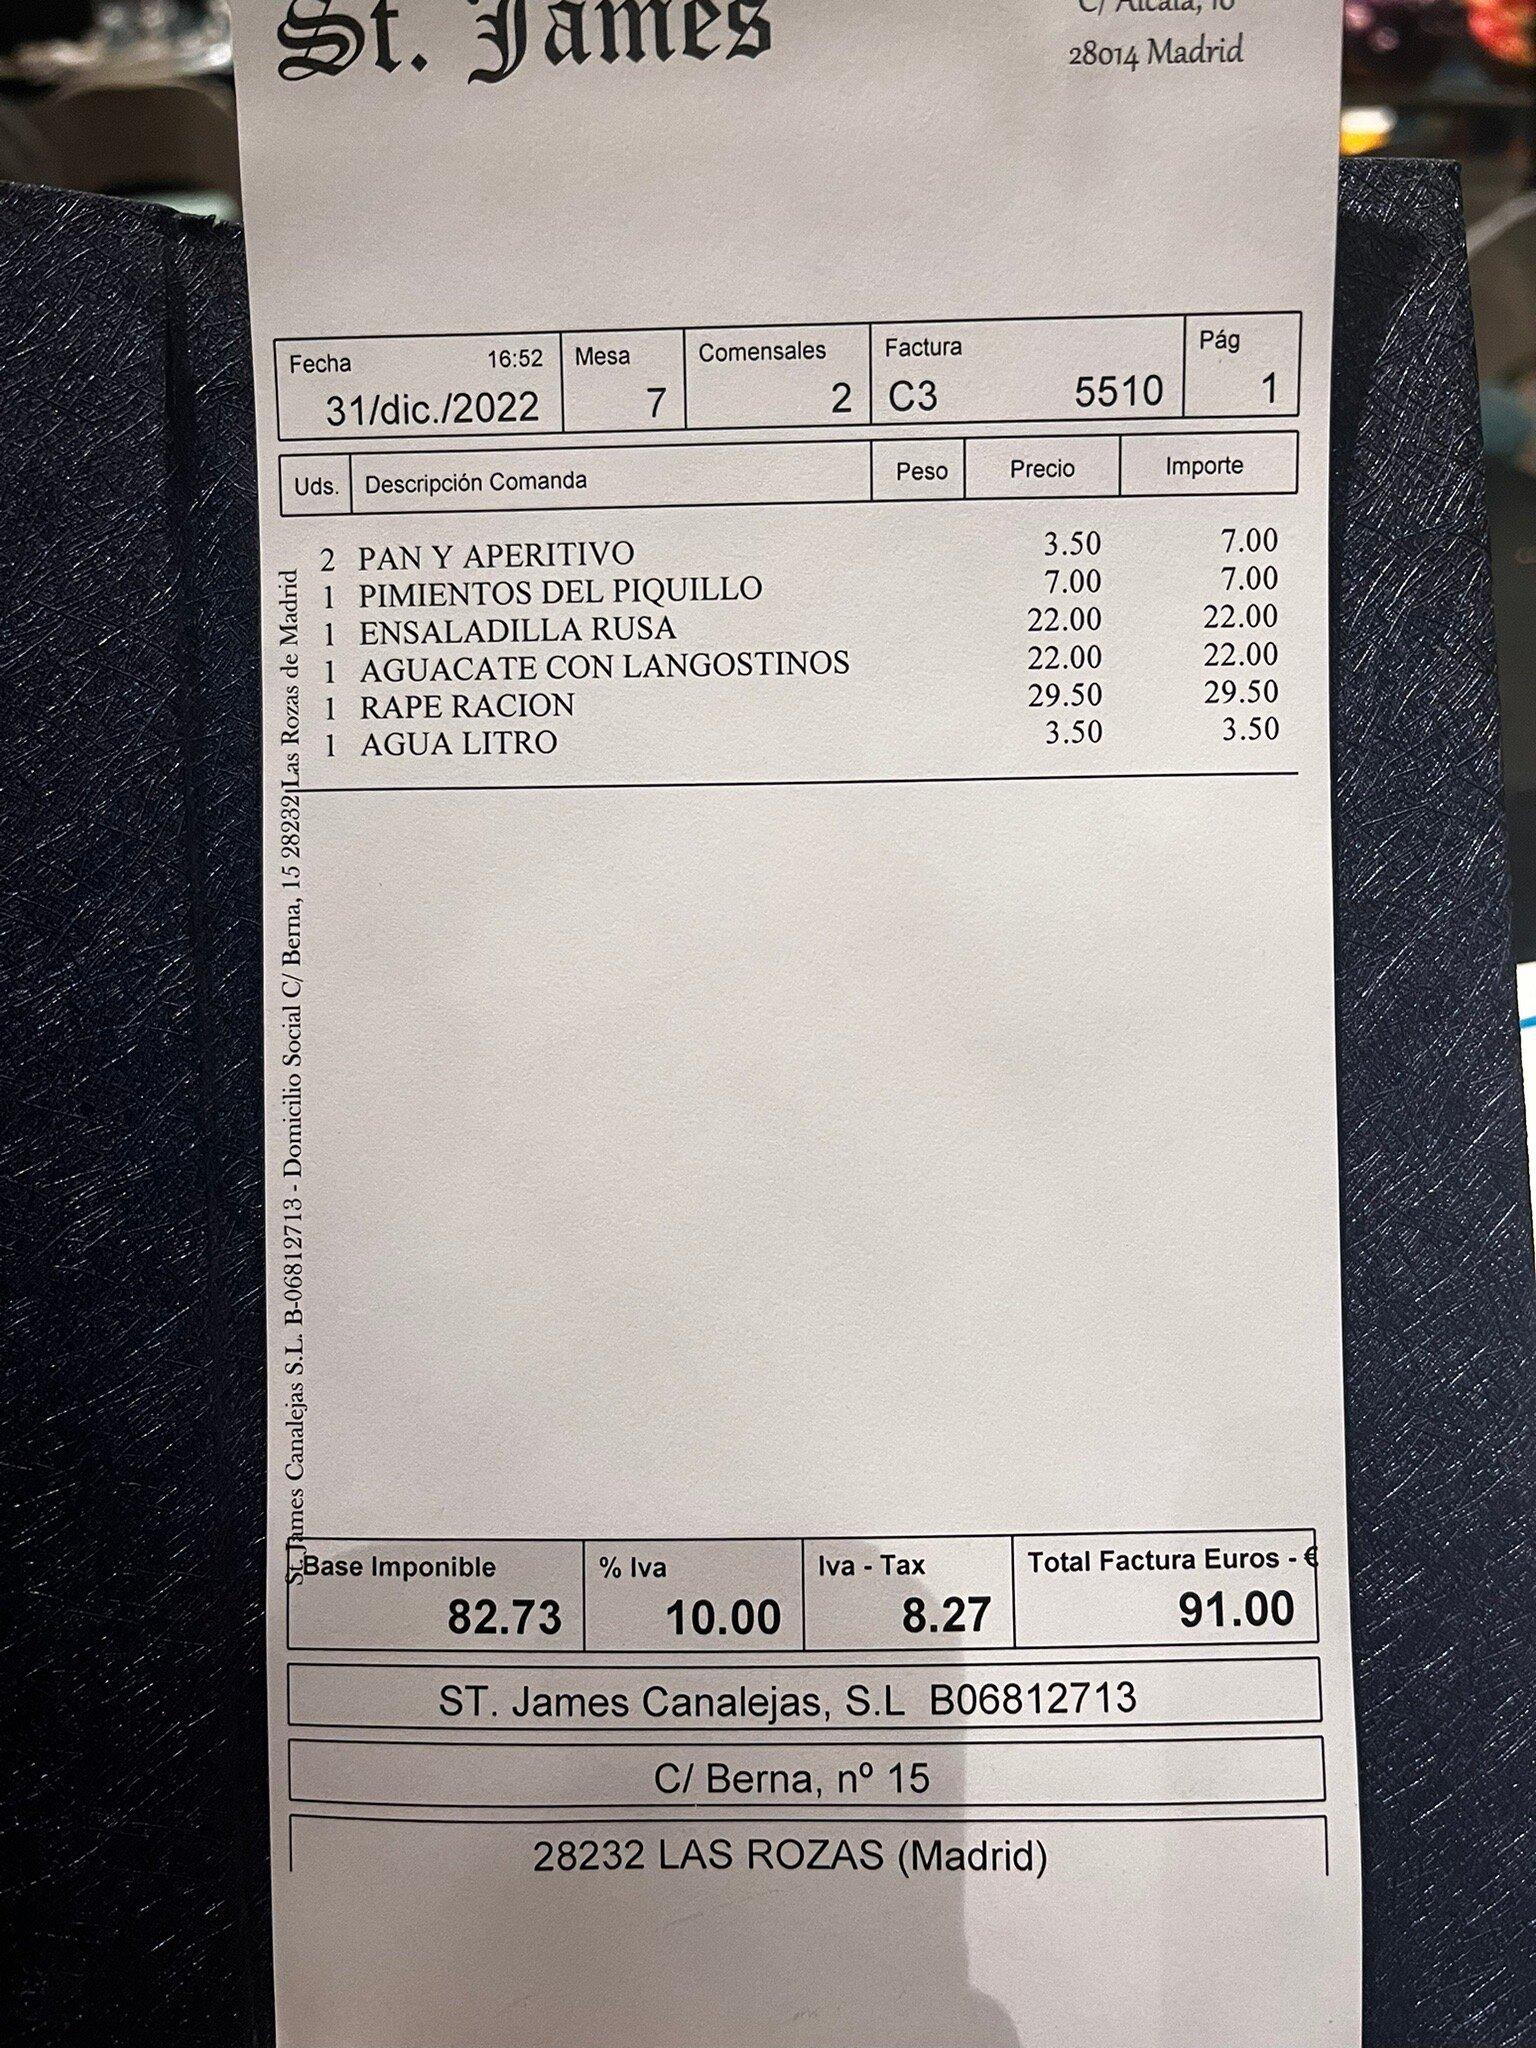 St. James
C/ Alcalá, 10
28014 Madrid
Fecha 16:52 Mesa Comensales Factura Pág
31/dic./2022 7 2 C3 5510 1
Uds. Descripción Comanda Peso Precio Importe
2 PAN Y APERITIVO 3.50 7.00
1 PIMIENTOS DEL PIQUILLO 7.00 7.00
1 ENSALADILLA RUSA 22.00 22.00
1 AGUACATE CON LANGOSTINOS 22.00 22.00
1 RAPE RACION 29.50 29.50
1 AGUA LITRO 3.50 3.50
St. James Canalejas S.L. B-06812713 - Domicilio Social C/ Berna, 15 28232 Las Rozas de Madrid
Base Imponible % Iva Iva - Tax Total Factura Euros - €
82.73 10.00 8.27 91.00
ST. James Canalejas, S.L B06812713
C/ Berna, nº 15
28232 LAS ROZAS (Madrid)